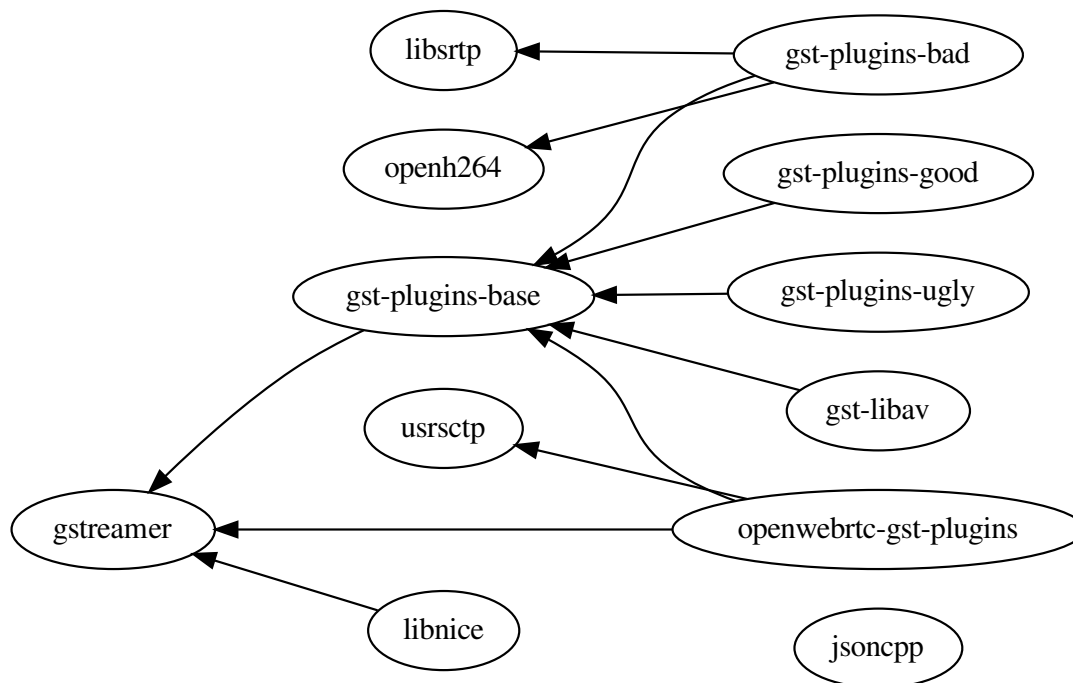 libsrtp
gst-plugins-bad
openh264
gst-plugins-good
gst-plugins-base
gst-plugins-ugly
usrsctp
gst-libav
gstreamer
openwebrtc-gst-plugins
libnice
jsoncpp